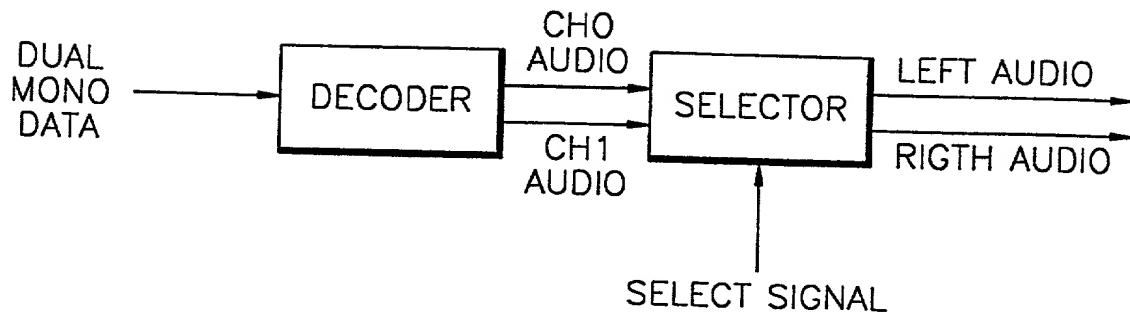 DUAL
MONO
DATA
DECODER
CH0
AUDIO
CH1
AUDIO
SELECTOR
LEFT AUDIO
RIGTH AUDIO
SELECT SIGNAL